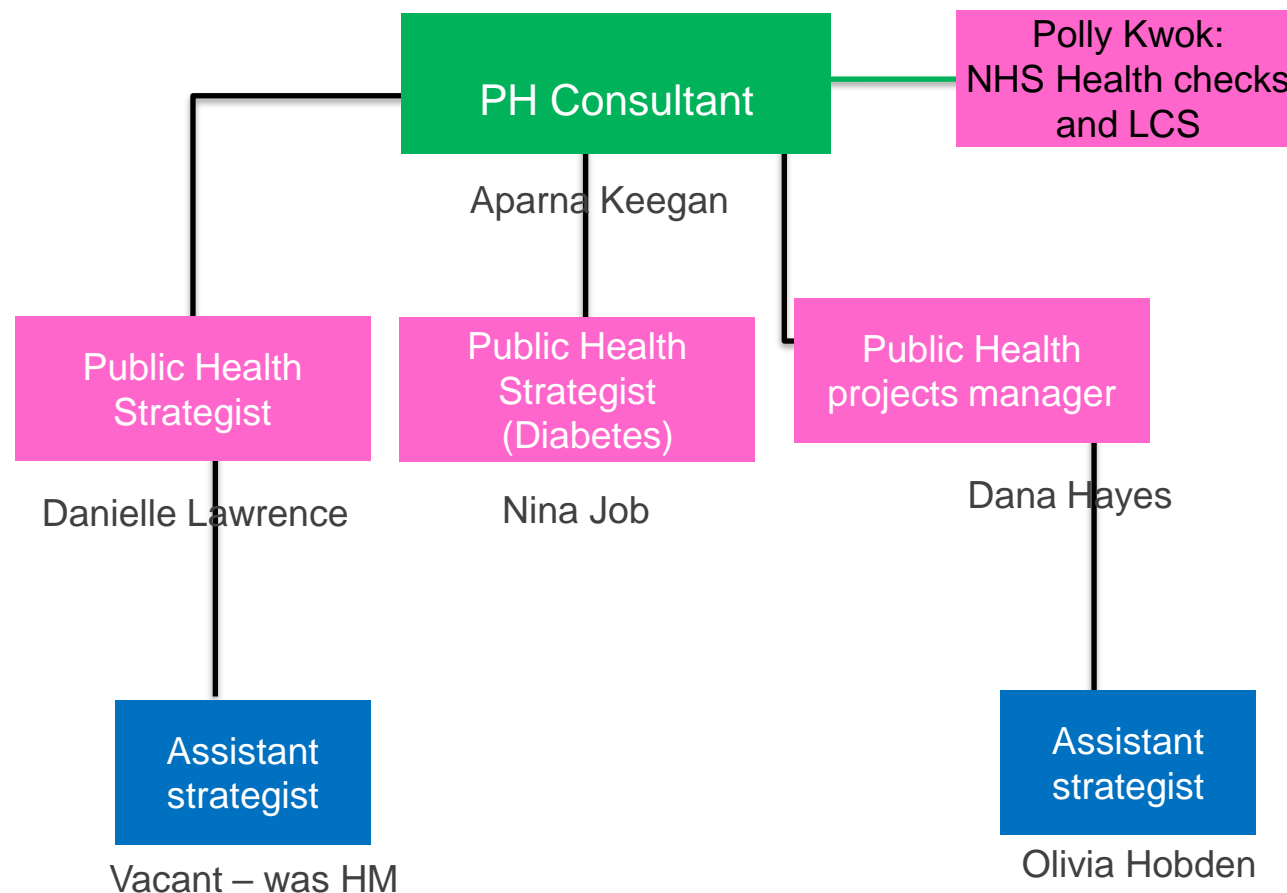 PH Consultant
Polly Kwok:
NHS Health checks
and LCS
Aparna Keegan
Public Health
Strategist
Danielle Lawrence
Public Health
Strategist
(Diabetes)
Nina Job
Public Health
projects manager
Dana Hayes
Assistant
strategist
Vacant – was HM
Assistant
strategist
Olivia Hobden